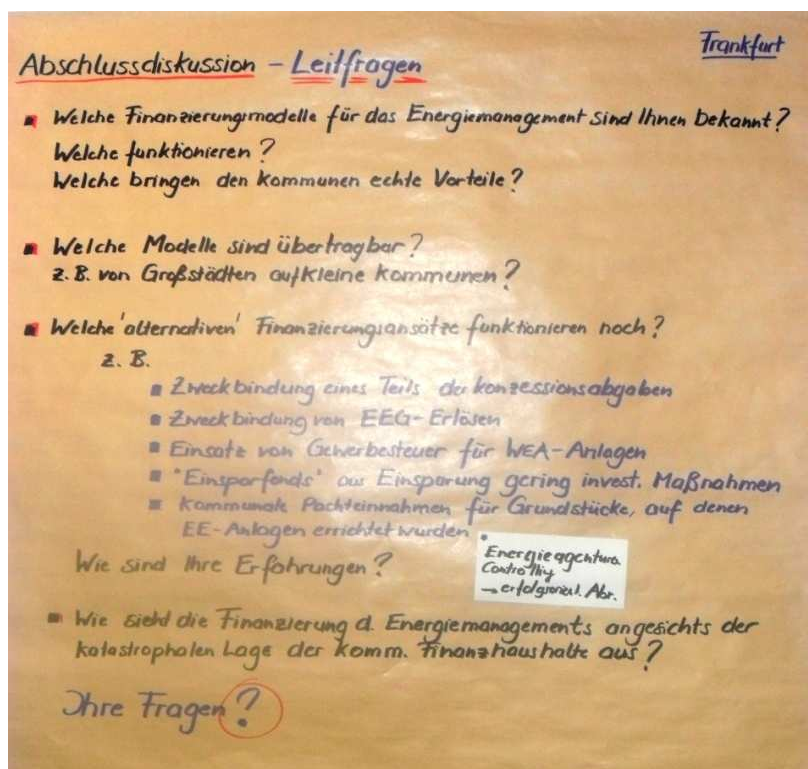 Frankfurt
Abschlussdiskussion - Leitfragen
Welche Finanzierungsmodelle für das Energiemanagement sind Ihnen bekannt?
Welche funktionieren?
Welche bringen den Kommunen echte Vorteile?
Welche Modelle sind übertragbar?
z.B. von Großstädten auf kleine Kommunen?
Welche 'alternativen' Finanzierungsansätze funktionieren noch?
z. B.
Zweckbindung eines Teils der Konzessionsabgaben
Zweckbindung von EEG-Erlösen
Einsatz von Gewerbesteuer für WEA-Anlagen
"Einsparfonds" aus Einsparung gering invest. Maßnahmen
Kommunale Pachteinnahmen für Grundstücke, auf denen
EE-Anlagen errichtet wurden
Energieagentura
Controlling
→ erfolgsorient. Abr.
Wie sind Ihre Erfahrungen?
Wie sieht die Finanzierung d. Energiemanagements angesichts der
katastrophalen Lage der komm. Finanzhaushalte aus?
Ihre Fragen?